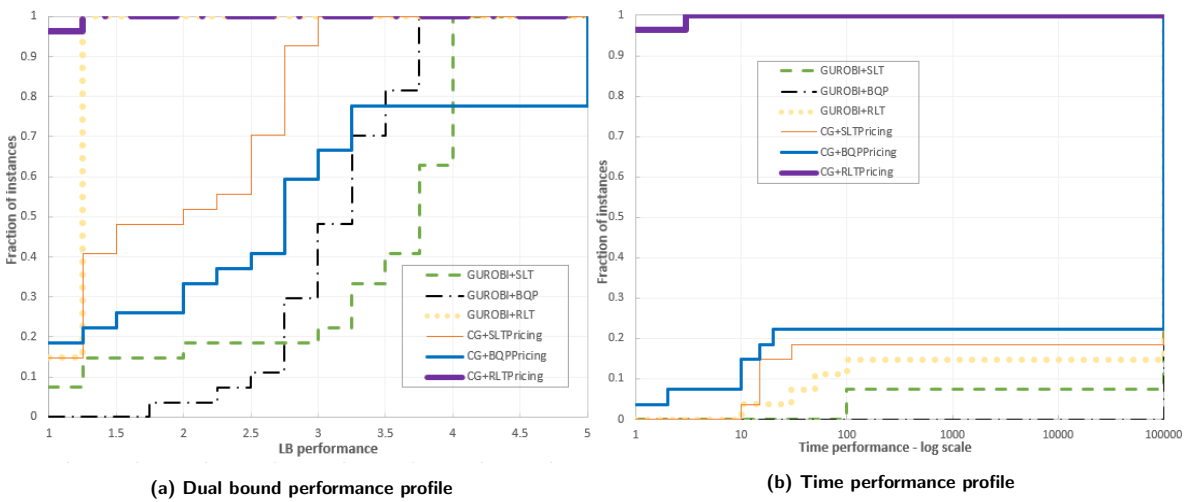 1
0.9
0.8
0.7
0.6
0.5
0.4
0.3
0.2
0.1
0
Fraction of instances
GUROBI+SLT
GUROBI+BQP
GUROBI+RLT
CG+SLTPricing
CG+BQPPricing
CG+RLTPricing
1 1.5 2 2.5 3 3.5 4 4.5 5
LB performance
(a) Dual bound performance profile
1
0.9
0.8
0.7
0.6
0.5
0.4
0.3
0.2
0.1
0
Fraction of instances
GUROBI+SLT
GUROBI+BQP
GUROBI+RLT
CG+SLTPricing
CG+BQPPricing
CG+RLTPricing
1 10 100 1000 10000 100000
Time performance - log scale
(b) Time performance profile